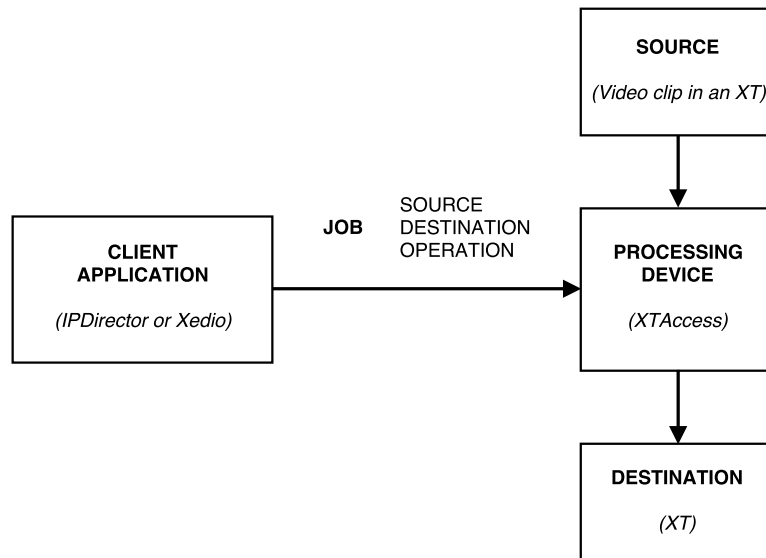 SOURCE
(Video clip in an XT)
JOB
SOURCE
DESTINATION
OPERATION
CLIENT
APPLICATION
(IPDirector or Xedio)
PROCESSING
DEVICE
(XTAccess)
DESTINATION
(XT)